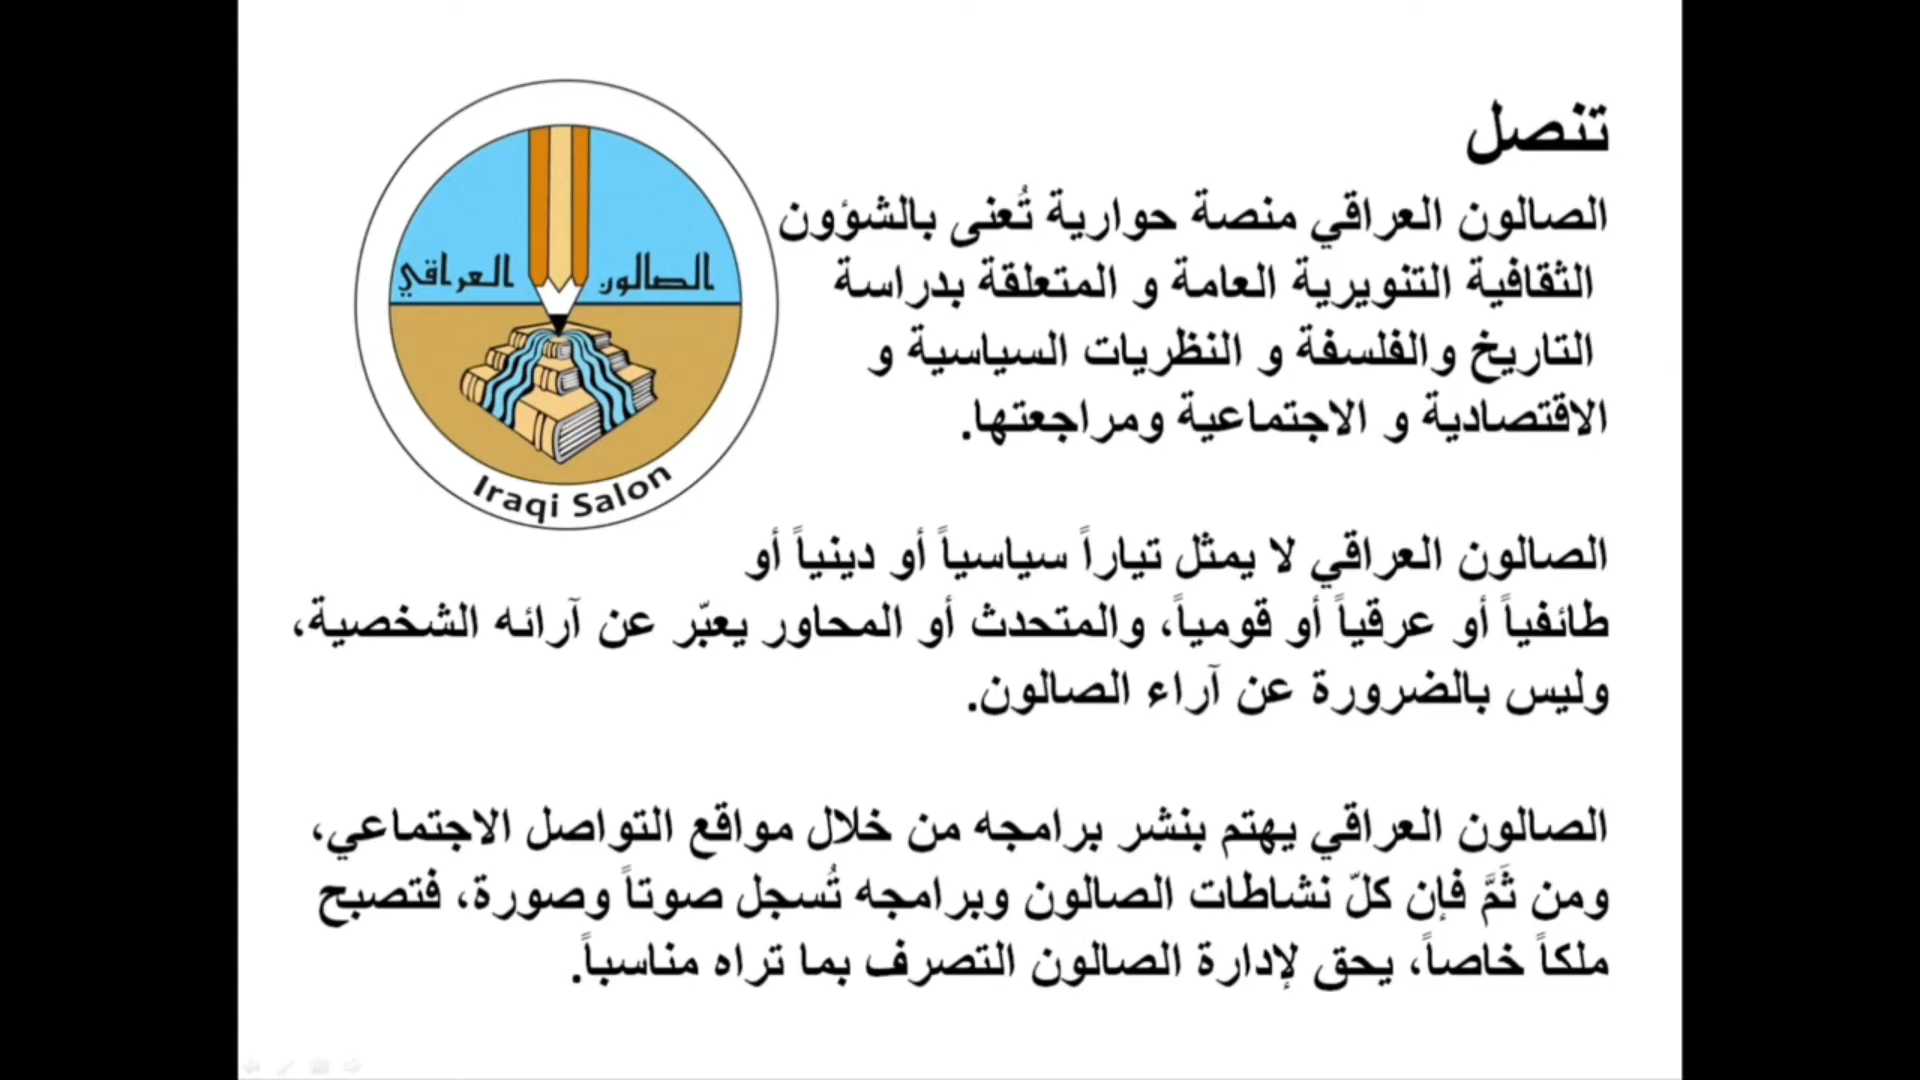 تنصل
الصالون العراقي منصة حوارية تُعنى بالشؤون
الثقافية التنويرية العامة و المتعلقة بدراسة
التاريخ والفلسفة و النظريات السياسية و
الاقتصادية و الاجتماعية ومراجعتها.
الصالون العراقي
Iraqi Salon
الصالون العراقي لا يمثل تياراً سياسياً أو دينياً أو
طائفياً أو عرقياً أو قومياً، والمتحدث أو المحاور يعبّر عن آرائه الشخصية،
وليس بالضرورة عن آراء الصالون.
الصالون العراقي يهتم بنشر برامجه من خلال مواقع التواصل الاجتماعي،
ومن ثَمَّ فإن كلّ نشاطات الصالون وبرامجه تُسجل صوتاً وصورة، فتصبح
ملكاً خاصاً، يحق لإدارة الصالون التصرف بما تراه مناسباً.